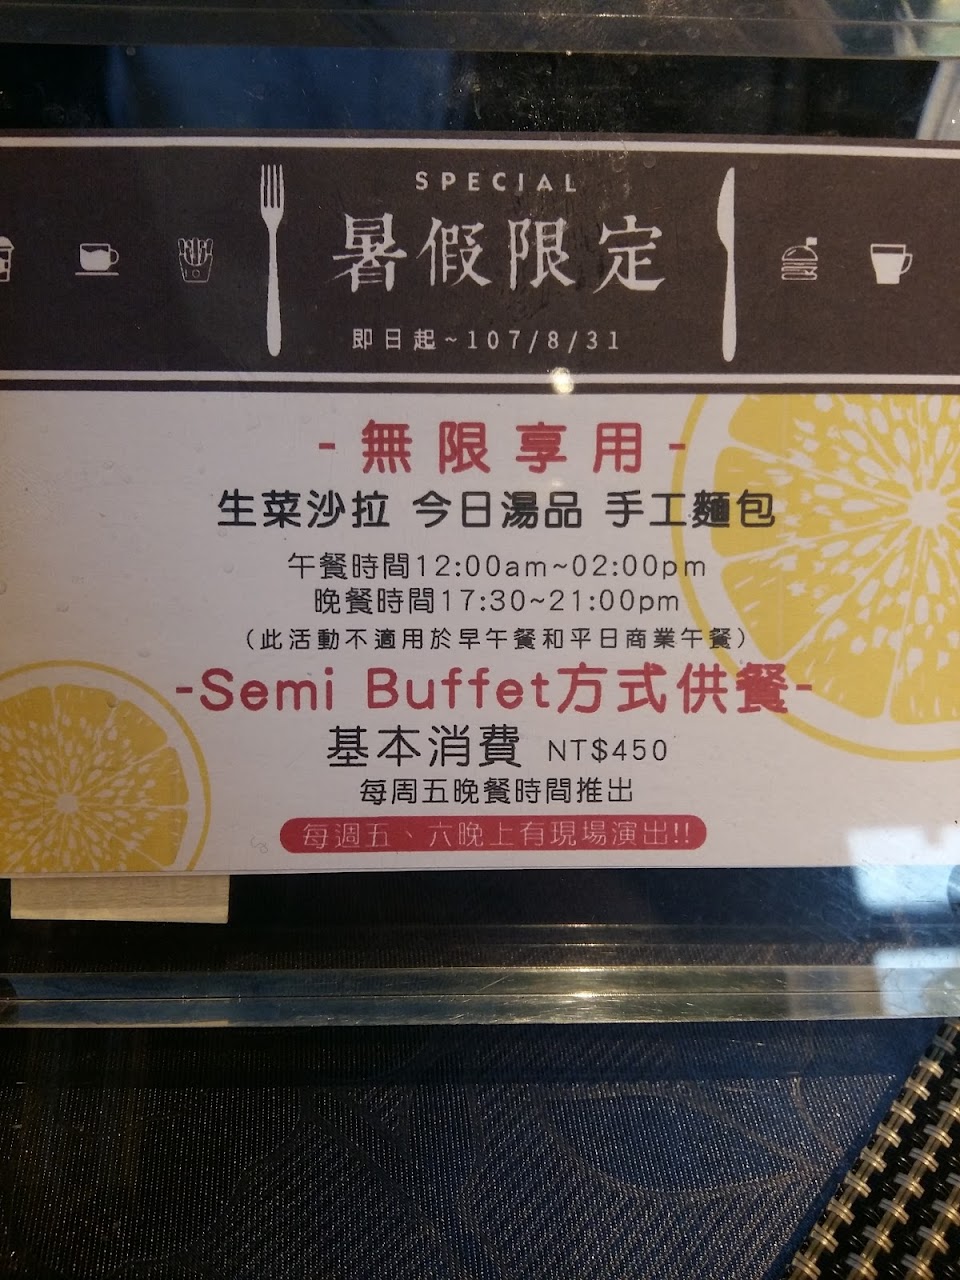 SPECIAL
暑假限定
即日起~107/8/31
-無限享用-
生菜沙拉 今日湯品 手工麵包
午餐時間12:00am~02:00pm
晚餐時間17:30~21:00pm
(此活動不適用於早午餐和平日商業午餐)
-Semi Buffet方式供餐-
基本消費 NT$450
每周五晚餐時間推出
每週五、六晚上有現場演出!!